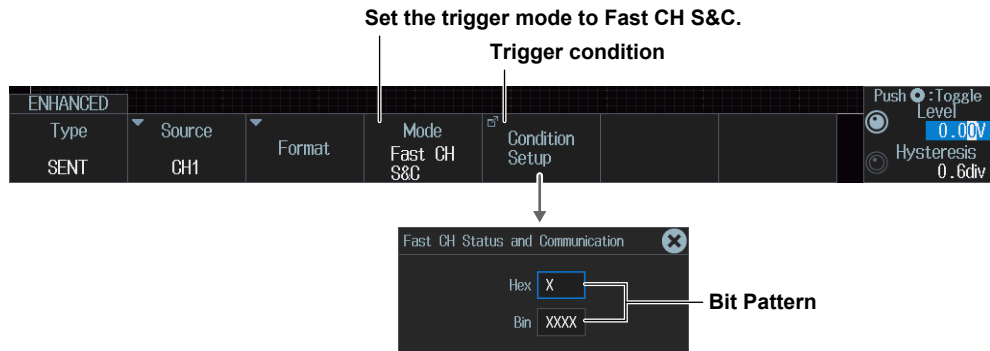 Set the trigger mode to Fast CH S&C.
Trigger condition
ENHANCED
Type
SENT
Source
CH1
Format
Mode
Fast CH
S&C
Condition
Setup
Push :Toggle
Level
0.00V
Hysteresis
0.6div
Fast CH Status and Communication
Hex X
Bin XXXX
Bit Pattern